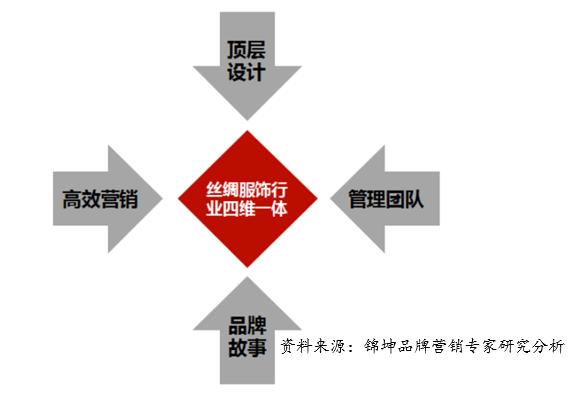 顶层
设计
高效营销
丝绸服饰行
业四维一体
管理团队
品牌
故事
资料来源：锦坤品牌营销专家研究分析